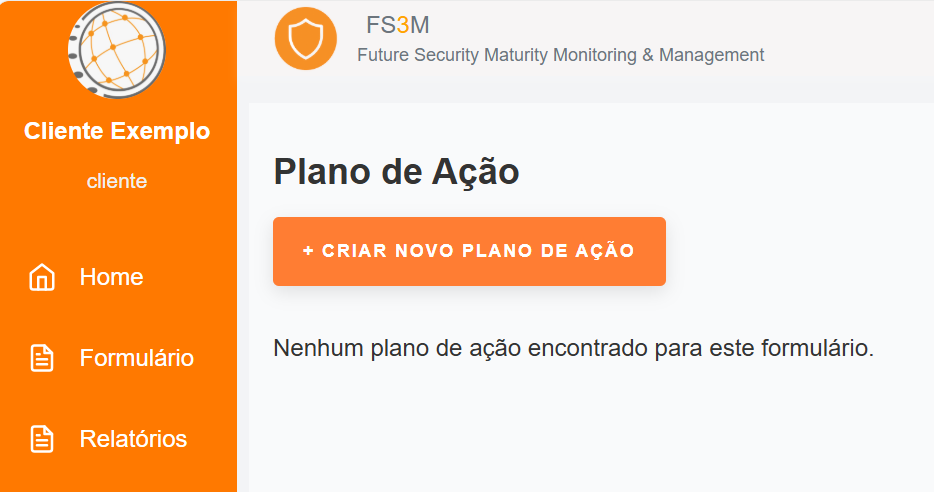 Cliente Exemplo
cliente
Home
Formulário
Relatórios
FS3M
Future Security Maturity Monitoring & Management
Plano de Ação
+ CRIAR NOVO PLANO DE AÇÃO
Nenhum plano de ação encontrado para este formulário.